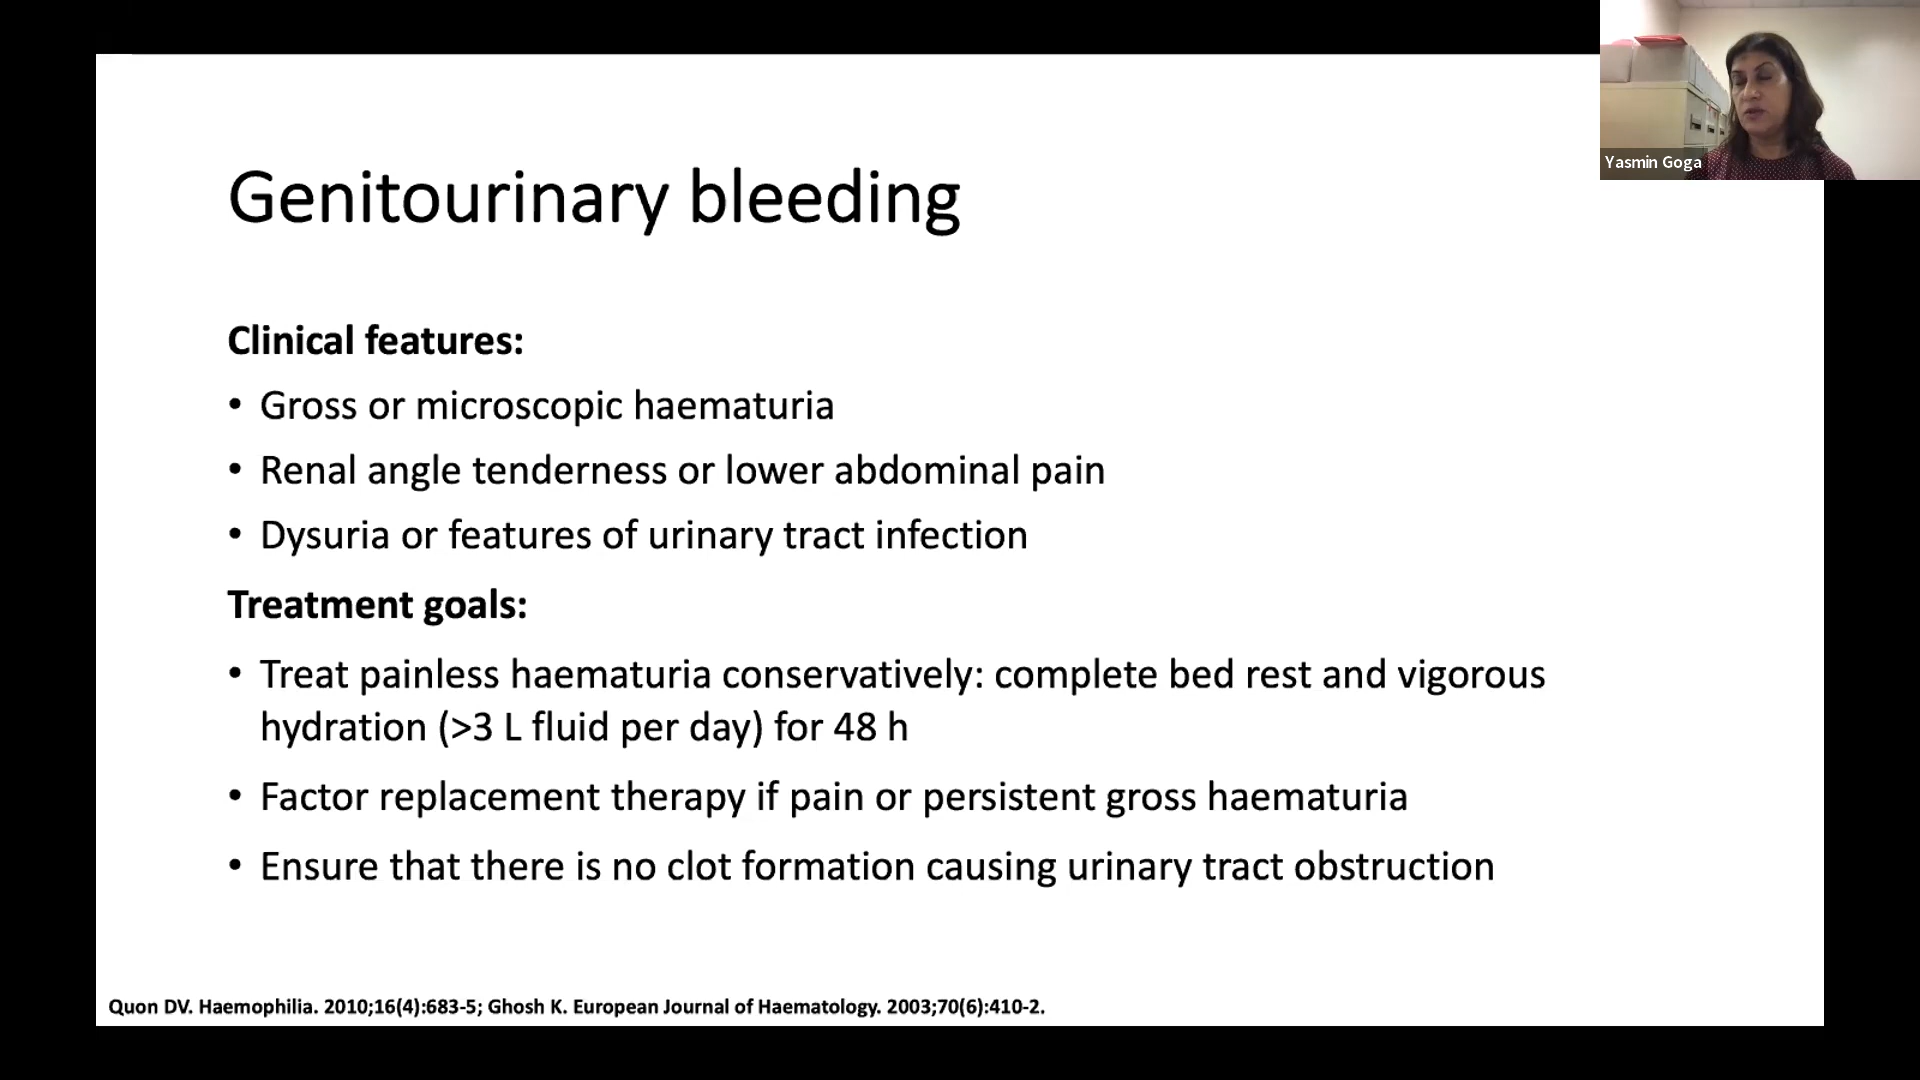 Yasmin Goga
Genitourinary bleeding
Clinical features:
• Gross or microscopic haematuria
• Renal angle tenderness or lower abdominal pain
• Dysuria or features of urinary tract infection
Treatment goals:
• Treat painless haematuria conservatively: complete bed rest and vigorous
hydration (>3 L fluid per day) for 48 h
• Factor replacement therapy if pain or persistent gross haematuria
• Ensure that there is no clot formation causing urinary tract obstruction
Quon DV. Haemophilia. 2010;16(4):683-5; Ghosh K. European Journal of Haematology. 2003;70(6):410-2.